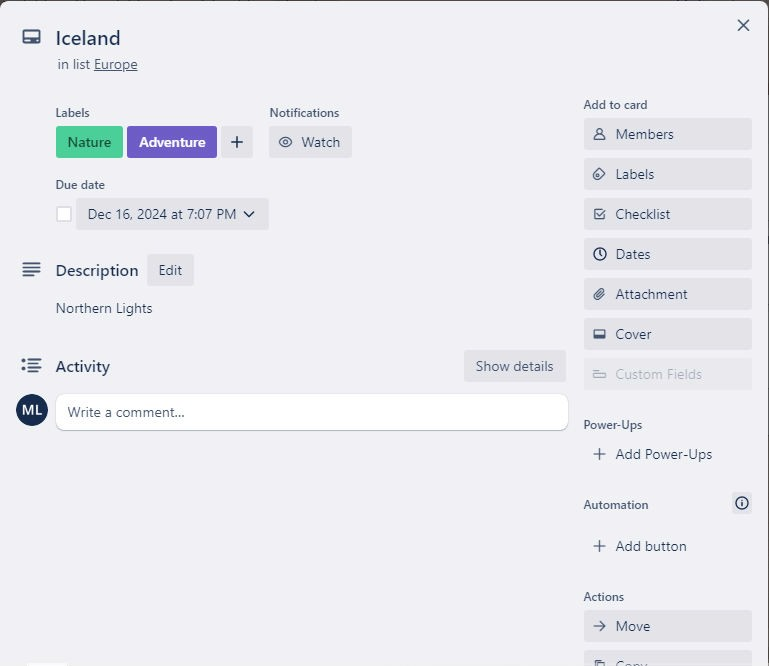 Iceland
in list Europe
Labels
Nature
Adventure
Notifications
Watch
Due date
Dec 16, 2024 at 7:07 PM
Description
Edit
Northern Lights
Activity
Show details
ML
Write a comment...
Add to card
Members
Labels
Checklist
Dates
Attachment
Cover
Custom Fields
Power-Ups
Add Power-Ups
Automation
Add button
Actions
Move
Copy